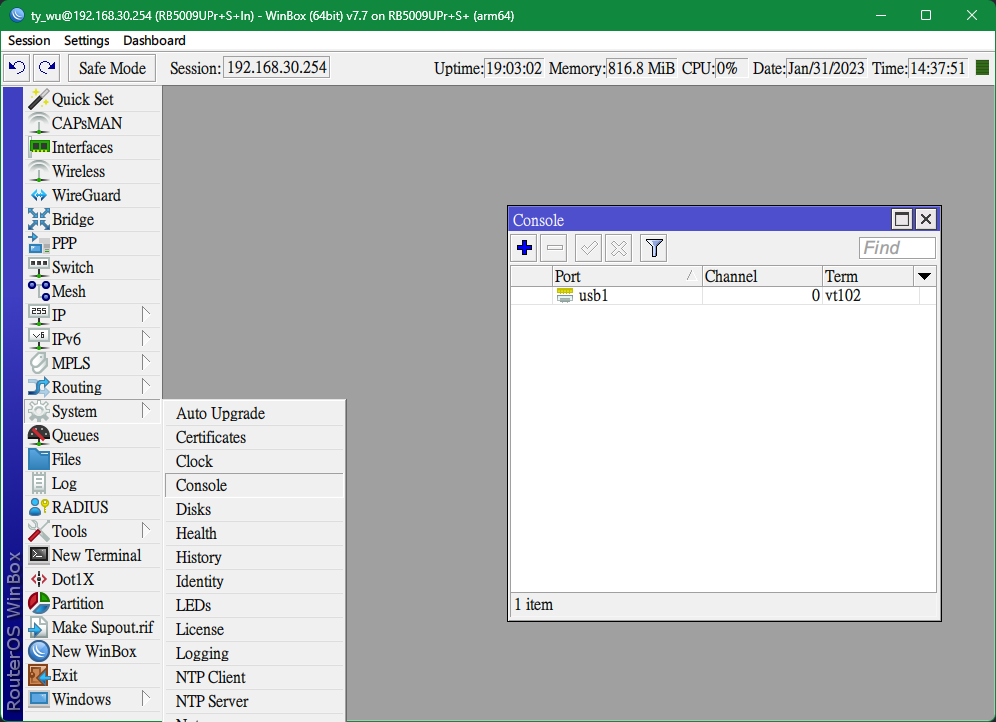 ty_wu@192.168.30.254 (RB5009UPr+S+In) - WinBox (64bit) v7.7 on RB5009UPr+S+ (arm64)
Session Settings Dashboard
Safe Mode Session: 192.168.30.254 Uptime: 19:03:02 Memory: 816.8 MiB CPU: 0% Date: Jan/31/2023 Time: 14:37:51
Quick Set
CAPsMAN
Interfaces
Wireless
WireGuard
Bridge
PPP
Switch
Mesh
255 IP
v6 IPv6
MPLS
Routing
System
Queues
Files
Log
RADIUS
Tools
New Terminal
Dot1X
Partition
Make Supout.rif
New WinBox
Exit
Windows
RouterOS WinBox
Auto Upgrade
Certificates
Clock
Console
Disks
Health
History
Identity
LEDs
License
Logging
NTP Client
NTP Server
Console
Find
Port Channel Term
usb1 0 vt102
1 item